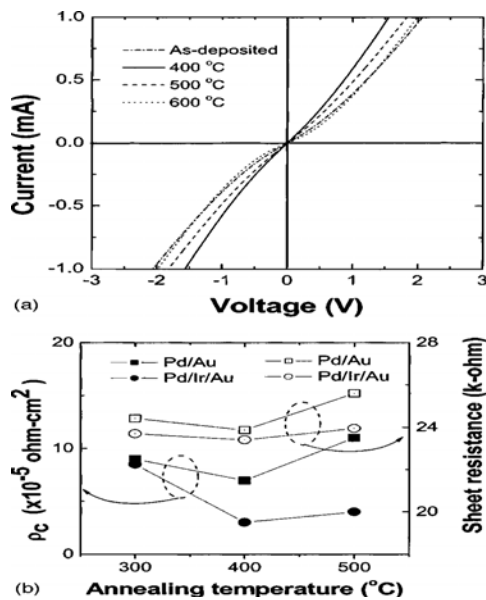 (a)
Current (mA)
1.0
0.5
0.0
-0.5
-1.0
As-deposited
400 °C
500 °C
600 °C
-3 -2 -1 0 1 2 3
Voltage (V)
(b)
ρc (x10-5 ohm-cm2)
20
10
0
Pd/Au
Pd/Ir/Au
Pd/Au
Pd/Ir/Au
28
24
20
Sheet resistance (k-ohm)
300 400 500
Annealing temperature (°C)